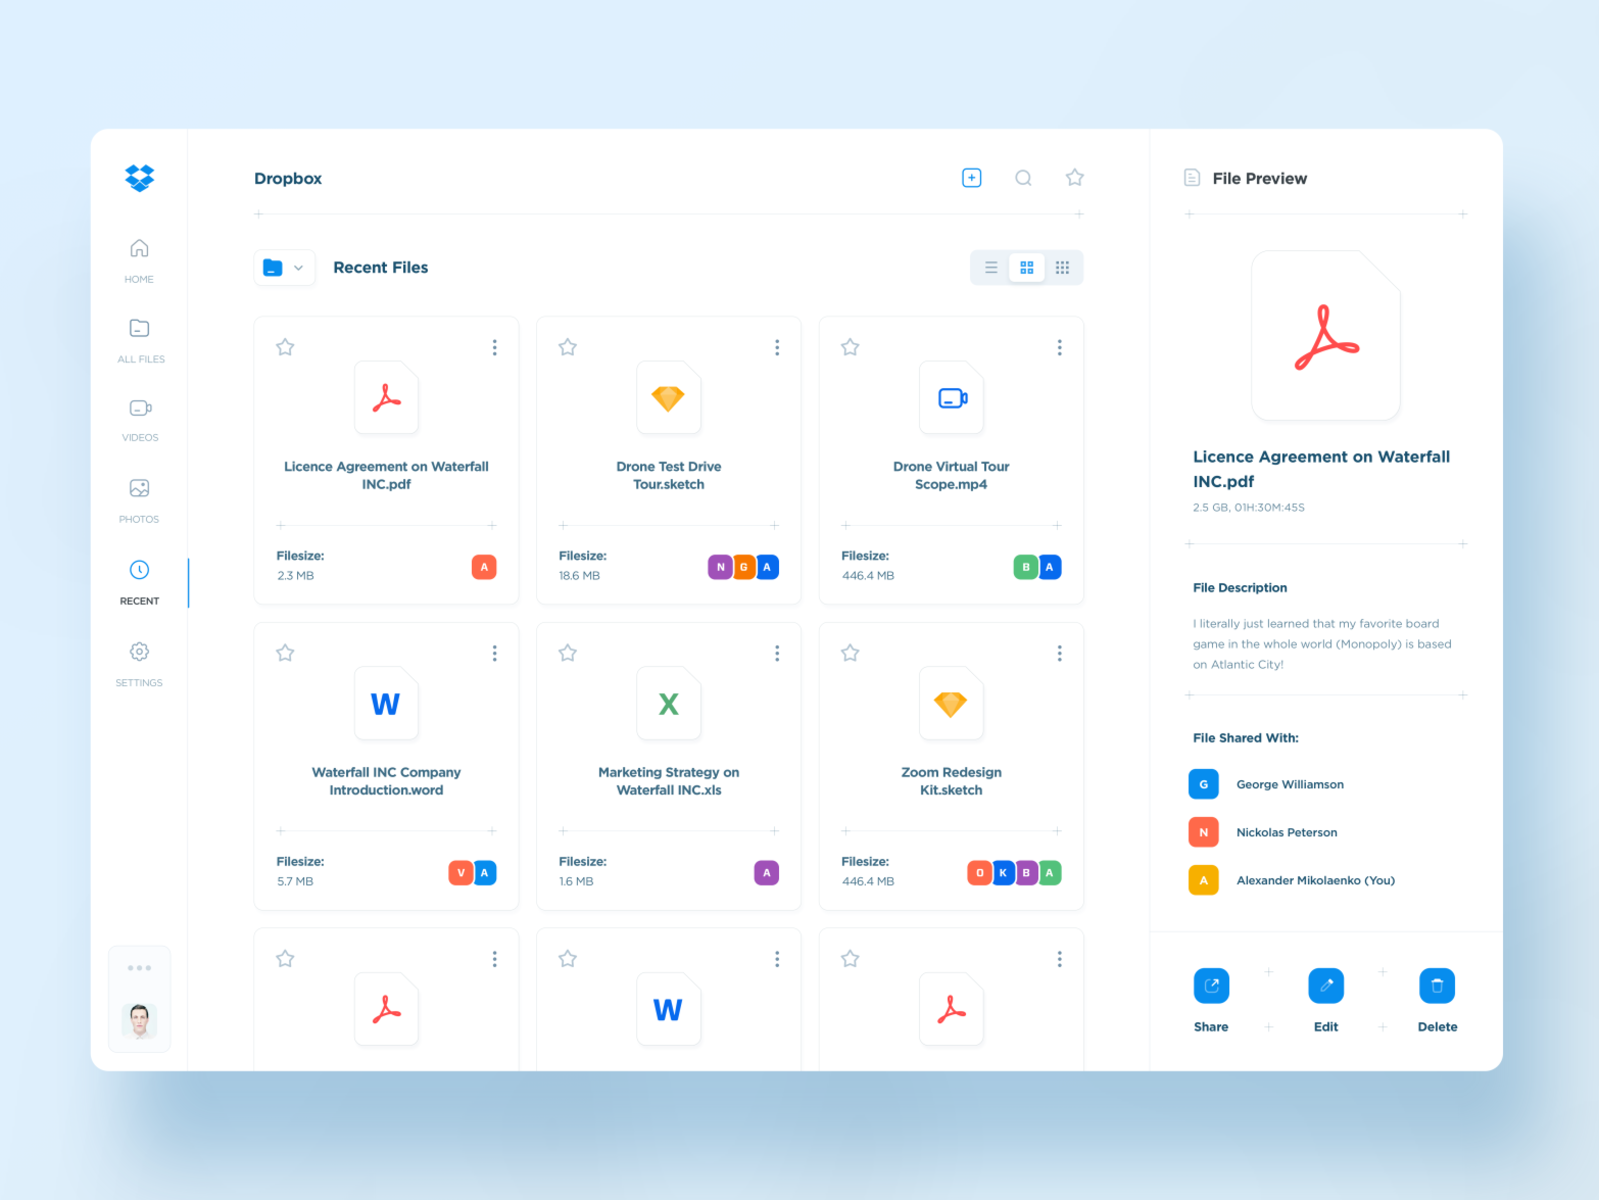 Dropbox
HOME
ALL FILES
VIDEOS
PHOTOS
RECENT
SETTINGS
Recent Files
Licence Agreement on Waterfall
INC.pdf
Filesize:
2.3 MB
A
Drone Test Drive
Tour.sketch
Filesize:
18.6 MB
N G A
Drone Virtual Tour
Scope.mp4
Filesize:
446.4 MB
B A
W
Waterfall INC Company
Introduction.word
Filesize:
5.7 MB
V A
X
Marketing Strategy on
Waterfall INC.xls
Filesize:
1.6 MB
A
Zoom Redesign
Kit.sketch
Filesize:
446.4 MB
O K B A
W
File Preview
Licence Agreement on Waterfall
INC.pdf
2.5 GB, 01H:30M:45S
File Description
I literally just learned that my favorite board
game in the whole world (Monopoly) is based
on Atlantic City!
File Shared With:
G George Williamson
N Nickolas Peterson
A Alexander Mikolaenko (You)
Share Edit Delete